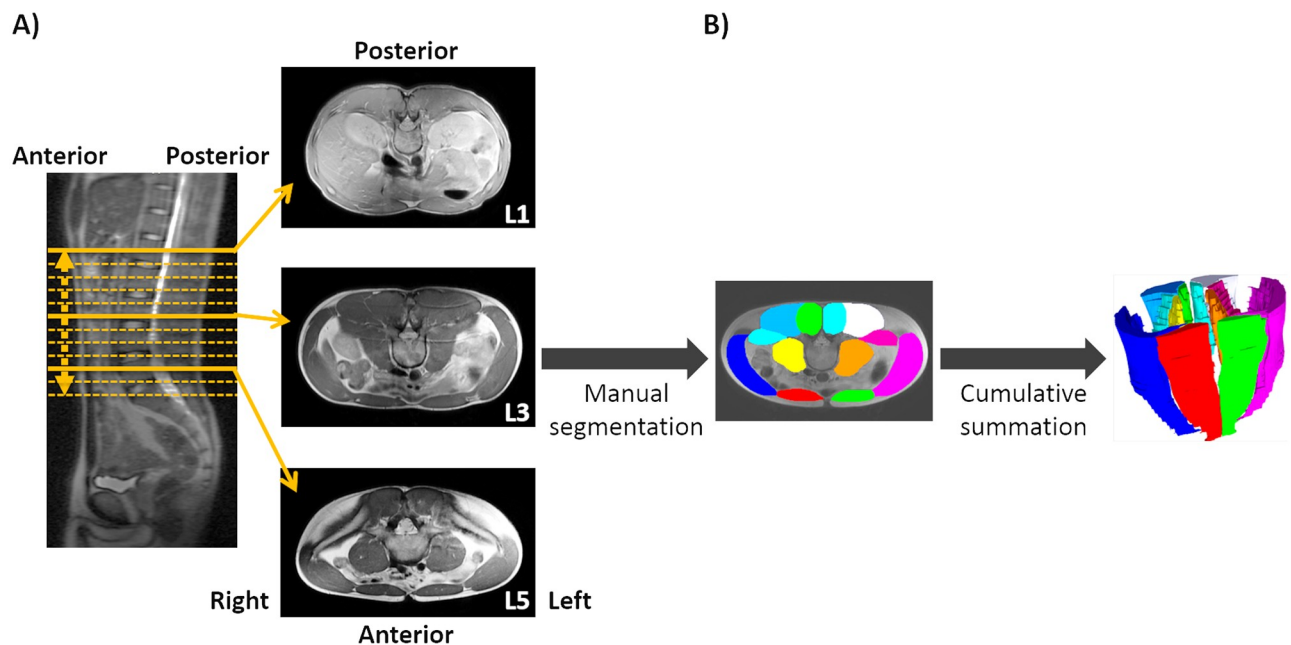 A)
B)
Posterior
Anterior
Posterior
L1
L3
Manual
segmentation
Cumulative
summation
Right
L5
Left
Anterior